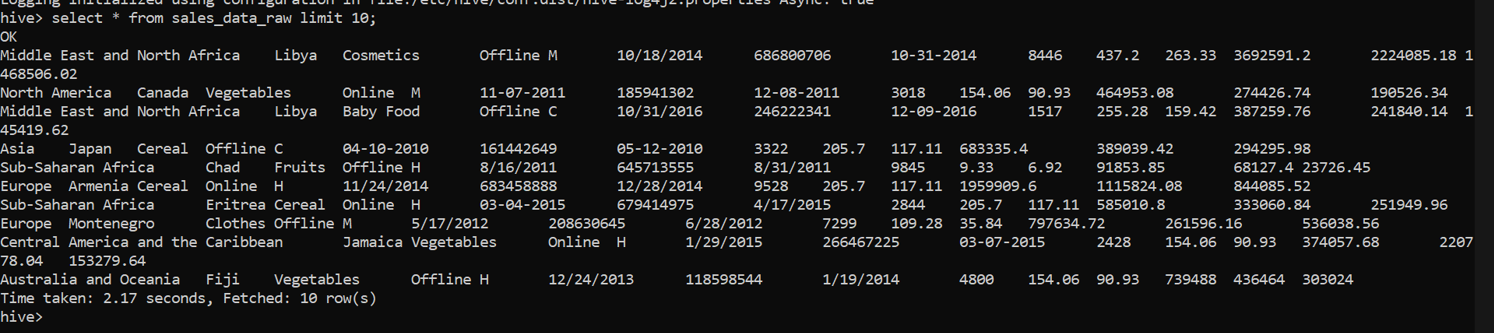 Logging initialized using configuration in file:/etc/hive/conf.dist/hive-log4j2.properties Async: true
hive> select * from sales_data_raw limit 10;
OK
Middle East and North Africa Libya Cosmetics Offline M 10/18/2014 686800706 10-31-2014 8446 437.2 263.33 3692591.2 2224085.18 1
468506.02
North America Canada Vegetables Online M 11-07-2011 185941302 12-08-2011 3018 154.06 90.93 464953.08 274426.74 190526.34
Middle East and North Africa Libya Baby Food Offline C 10/31/2016 246222341 12-09-2016 1517 255.28 159.42 387259.76 241840.14 1
45419.62
Asia Japan Cereal Offline C 04-10-2010 161442649 05-12-2010 3322 205.7 117.11 683335.4 389039.42 294295.98
Sub-Saharan Africa Chad Fruits Offline H 8/16/2011 645713555 8/31/2011 9845 9.33 6.92 91853.85 68127.4 23726.45
Europe Armenia Cereal Online H 11/24/2014 683458888 12/28/2014 9528 205.7 117.11 1959909.6 1115824.08 844085.52
Sub-Saharan Africa Eritrea Cereal Online H 03-04-2015 679414975 4/17/2015 2844 205.7 117.11 585010.8 333060.84 251949.96
Europe Montenegro Clothes Offline M 5/17/2012 208630645 6/28/2012 7299 109.28 35.84 797634.72 261596.16 536038.56
Central America and the Caribbean Jamaica Vegetables Online H 1/29/2015 266467225 03-07-2015 2428 154.06 90.93 374057.68 2207
78.04 153279.64
Australia and Oceania Fiji Vegetables Offline H 12/24/2013 118598544 1/19/2014 4800 154.06 90.93 739488 436464 303024
Time taken: 2.17 seconds, Fetched: 10 row(s)
hive>